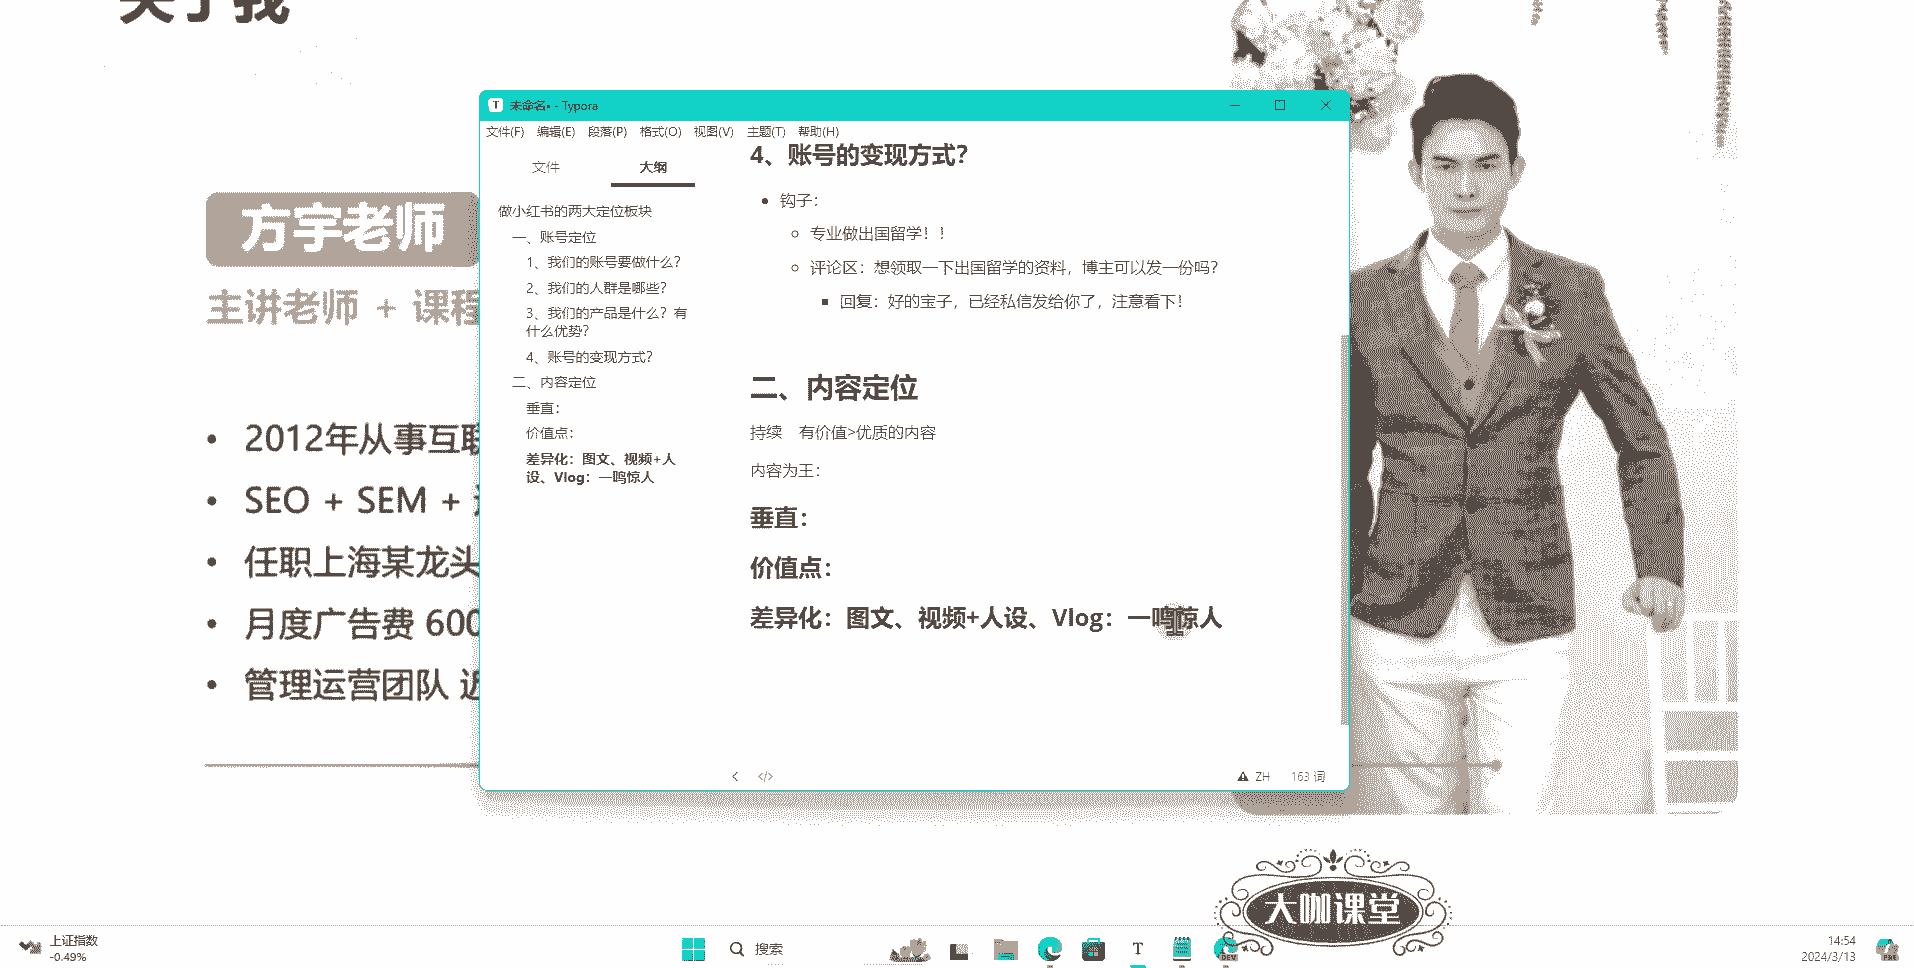 关于我
方宇老师
主讲老师 + 课程
2012年从事互联
SEO + SEM +
任职上海某龙头
月度广告费 600
管理运营团队 近
未命名• - Typora
文件(F) 编辑(E) 段落(P) 格式(O) 视图(V) 主题(T) 帮助(H)
文件 大纲
做小红书的两大定位板块
一、账号定位
1、我们的账号要做什么?
2、我们的人群是哪些?
3、我们的产品是什么? 有
什么优势?
4、账号的变现方式?
二、内容定位
垂直:
价值点:
差异化: 图文、视频+人
设、Vlog: 一鸣惊人
4、账号的变现方式?
钩子:
专业做出国留学! !
评论区: 想领取一下出国留学的资料, 博主可以发一份吗?
回复: 好的宝子, 已经私信发给你了, 注意看下!
二、内容定位
持续 有价值>优质的内容
内容为王:
垂直:
价值点:
差异化: 图文、视频+人设、Vlog: 一鸣惊人
ZH 163 词
大咖课堂
上证指数
-0.49%
搜索
T
DEV
14:54
2024/3/13
PRE